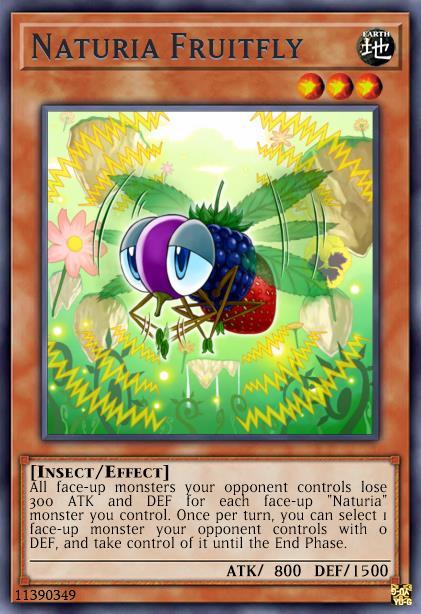 Naturia Fruitfly
EARTH
地
[Insect/Effect]
All face-up monsters your opponent controls lose
300 ATK and DEF for each face-up "Naturia"
monster you control. Once per turn, you can select 1
face-up monster your opponent controls with 0
DEF, and take control of it until the End Phase.
ATK/ 800 DEF/1500
11390349